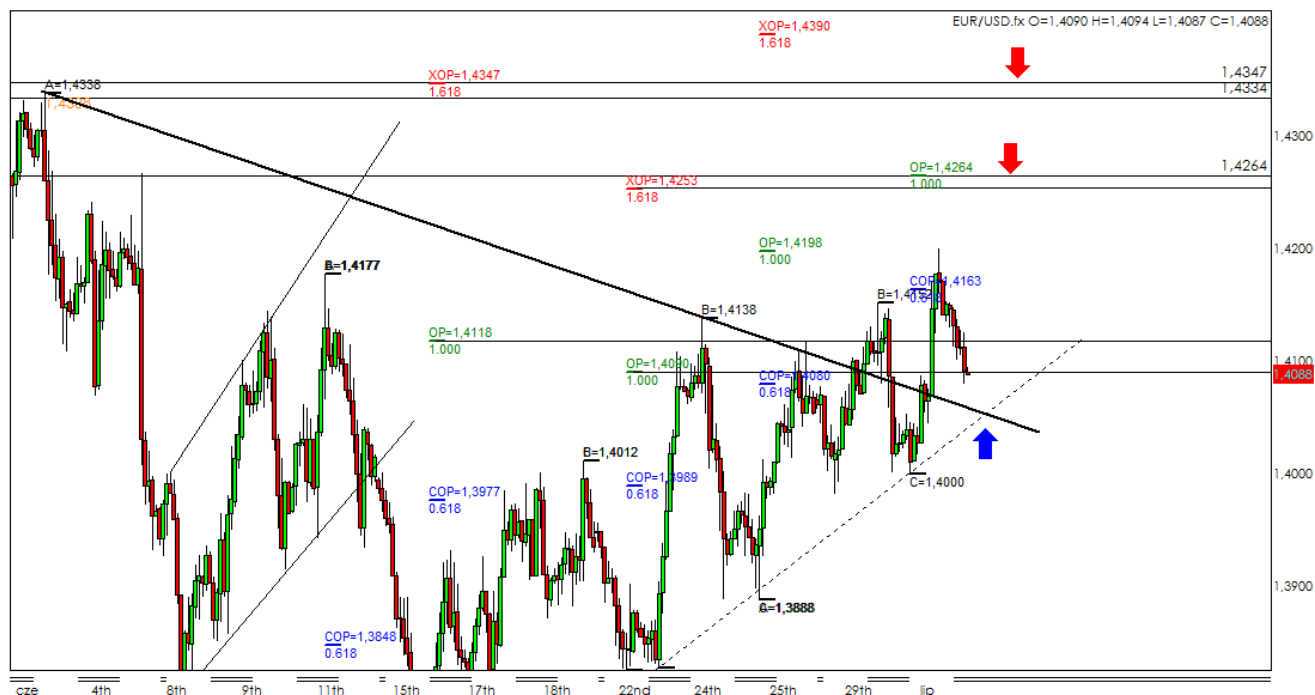 EUR/USD.fx O=1,4090 H=1,4094 L=1,4087 C=1,4088
XOP=1,4390
1.618
XOP=1,4347
1.618
1,4347
A=1,4338
1,4334
1,4300
1,4264
OP=1,4264
1.000
XOP=1,4253
1.618
OP=1,4198
1.000
1,4200
B=1,4177
COP=1,4163
0.618
B=1,4152
B=1,4138
OP=1,4118
1.000
1,4100
OP=1,4090
1.000
1,4088
COP=1,4080
0.618
B=1,4012
1,4000
C=1,4000
COP=1,3989
0.618
COP=1,3977
0.618
1,3900
1,3888
COP=1,3848
0.618
cze 4th 8th 9th 11th 15th 17th 18th 22nd 24th 25th 29th lip